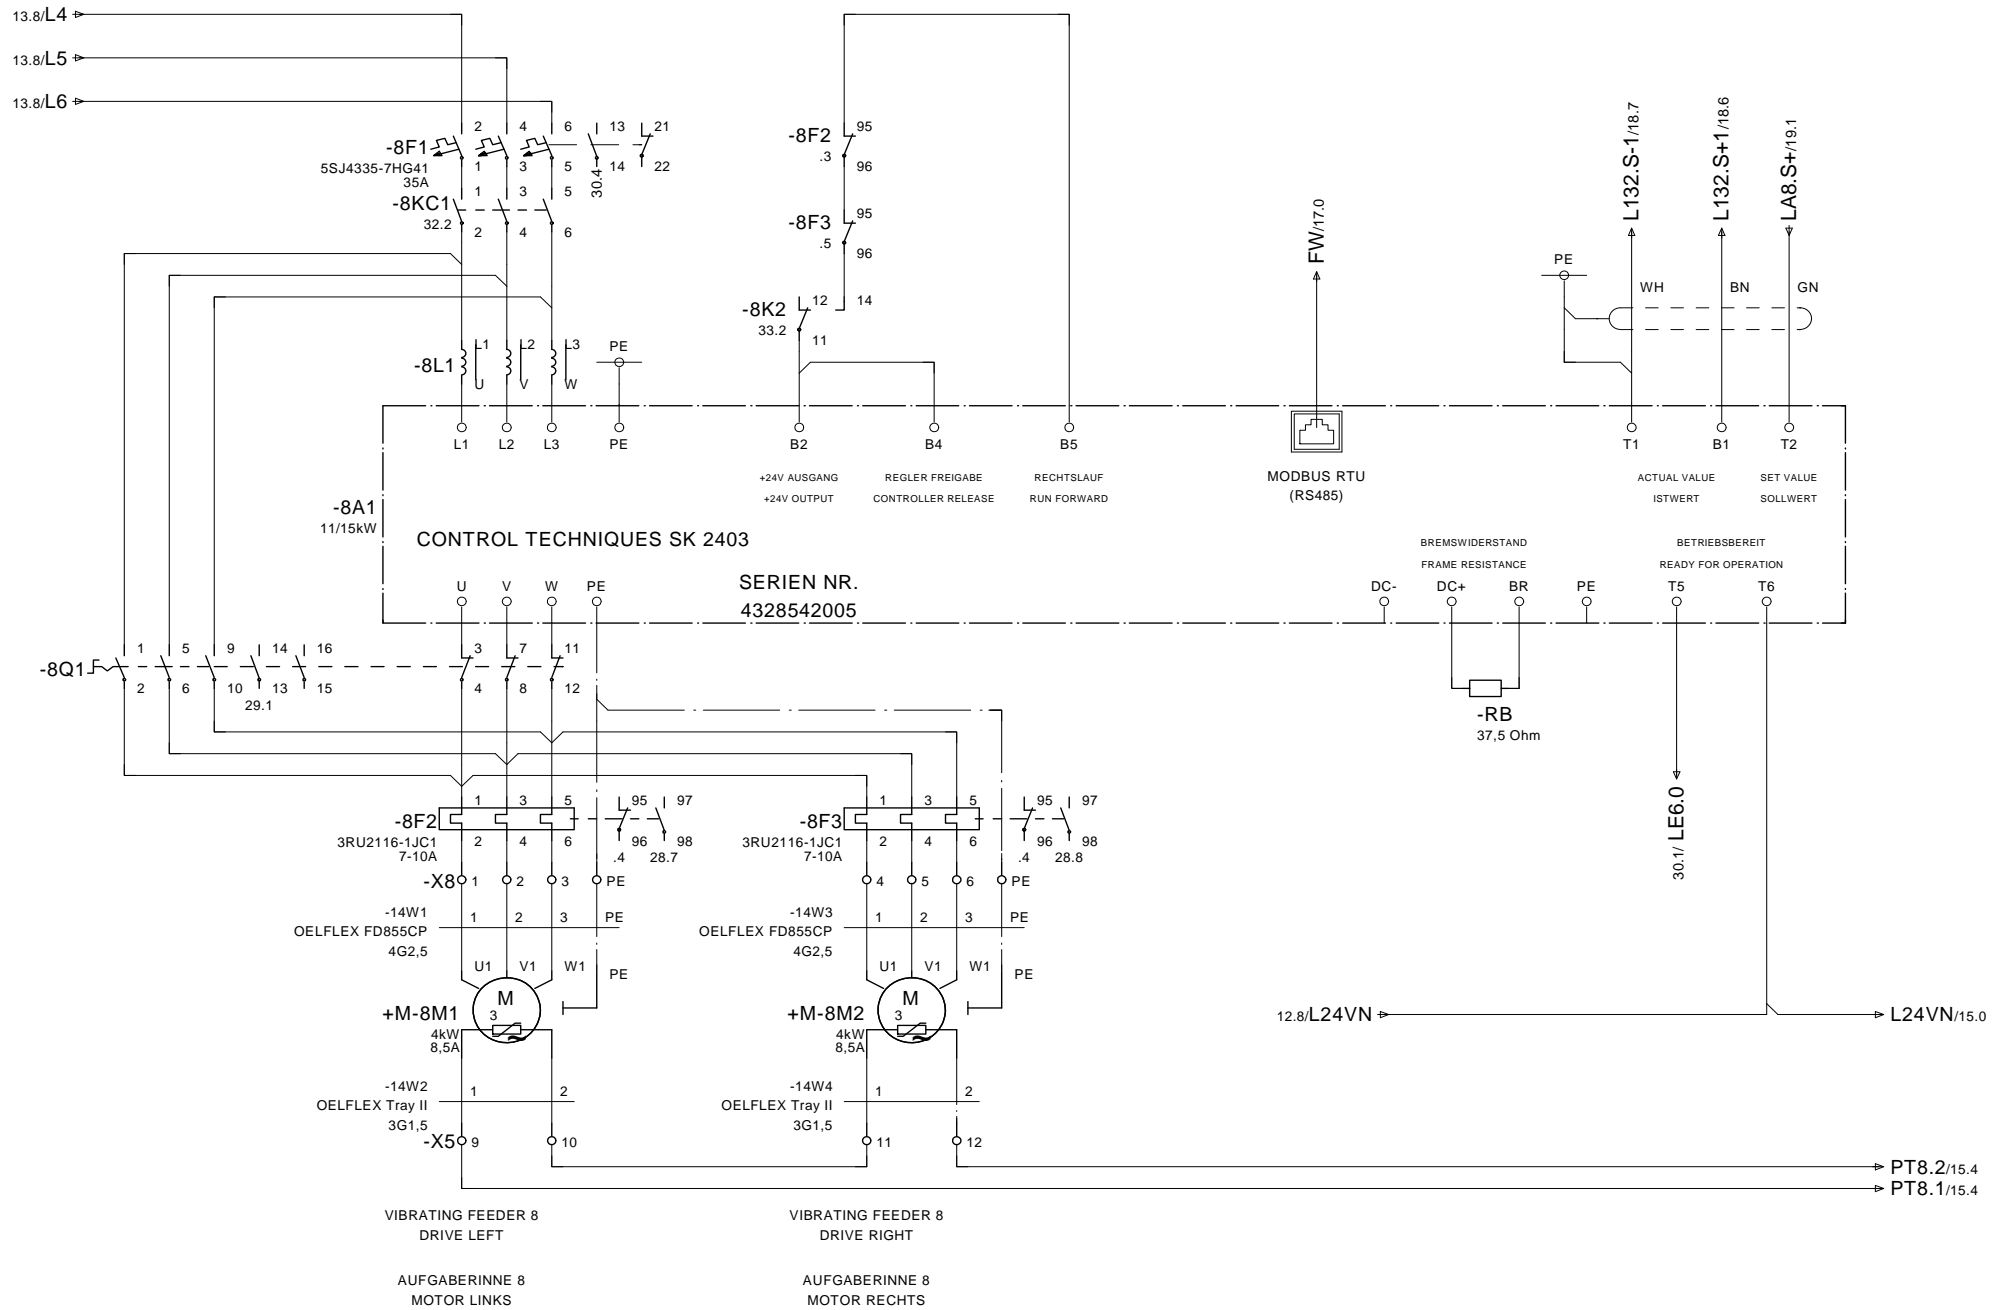 13.8/L4
13.8/L5
13.8/L6
-8F1
5SJ4335-7HG41
35A
2 4 6 13 21
1 3 5 14 22
30.4
-8KC1
32.2
1 3 5
2 4 6
-8L1
L1 L2 L3
U V W
PE
-8F2
.3
95
96
-8F3
.5
95
96
-8K2
33.2
12 14
11
FW/17.0
L132.S-1/18.7
L132.S+1/18.6
LA8.S+/19.1
PE
WH BN GN
L1 L2 L3 PE B2 B4 B5 T1 B1 T2
+24V AUSGANG
+24V OUTPUT
REGLER FREIGABE
CONTROLLER RELEASE
RECHTSLAUF
RUN FORWARD
MODBUS RTU
(RS485)
ACTUAL VALUE
ISTWERT
SET VALUE
SOLLWERT
-8A1
11/15kW
CONTROL TECHNIQUES SK 2403
SERIEN NR.
4328542005
BREMSWIDERSTAND
FRAME RESISTANCE
BETRIEBSBEREIT
READY FOR OPERATION
U V W PE DC- DC+ BR PE T5 T6
-8Q1
1 5 9 14 16 3 7 11
2 6 10 13 15 4 8 12
29.1
-RB
37,5 Ohm
30.1/ LE6.0
-8F2
3RU2116-1JC1
7-10A
1 3 5 95 97
2 4 6 96 98
.4 28.7
-8F3
3RU2116-1JC1
7-10A
1 3 5 95 97
2 4 6 96 98
.4 28.8
-X8 1 2 3 PE 4 5 6 PE
-14W1
OELFLEX FD855CP
4G2,5
1 2 3 PE
-14W3
OELFLEX FD855CP
4G2,5
1 2 3 PE
U1 V1 W1 PE
U1 V1 W1 PE
+M-8M1
4kW
8,5A
M
3
+M-8M2
4kW
8,5A
M
3
12.8/L24VN
L24VN/15.0
-14W2
OELFLEX Tray II
3G1,5
1 2
-14W4
OELFLEX Tray II
3G1,5
1 2
-X5 9 10 11 12
PT8.2/15.4
PT8.1/15.4
VIBRATING FEEDER 8
DRIVE LEFT
AUFGABERINNE 8
MOTOR LINKS
VIBRATING FEEDER 8
DRIVE RIGHT
AUFGABERINNE 8
MOTOR RECHTS